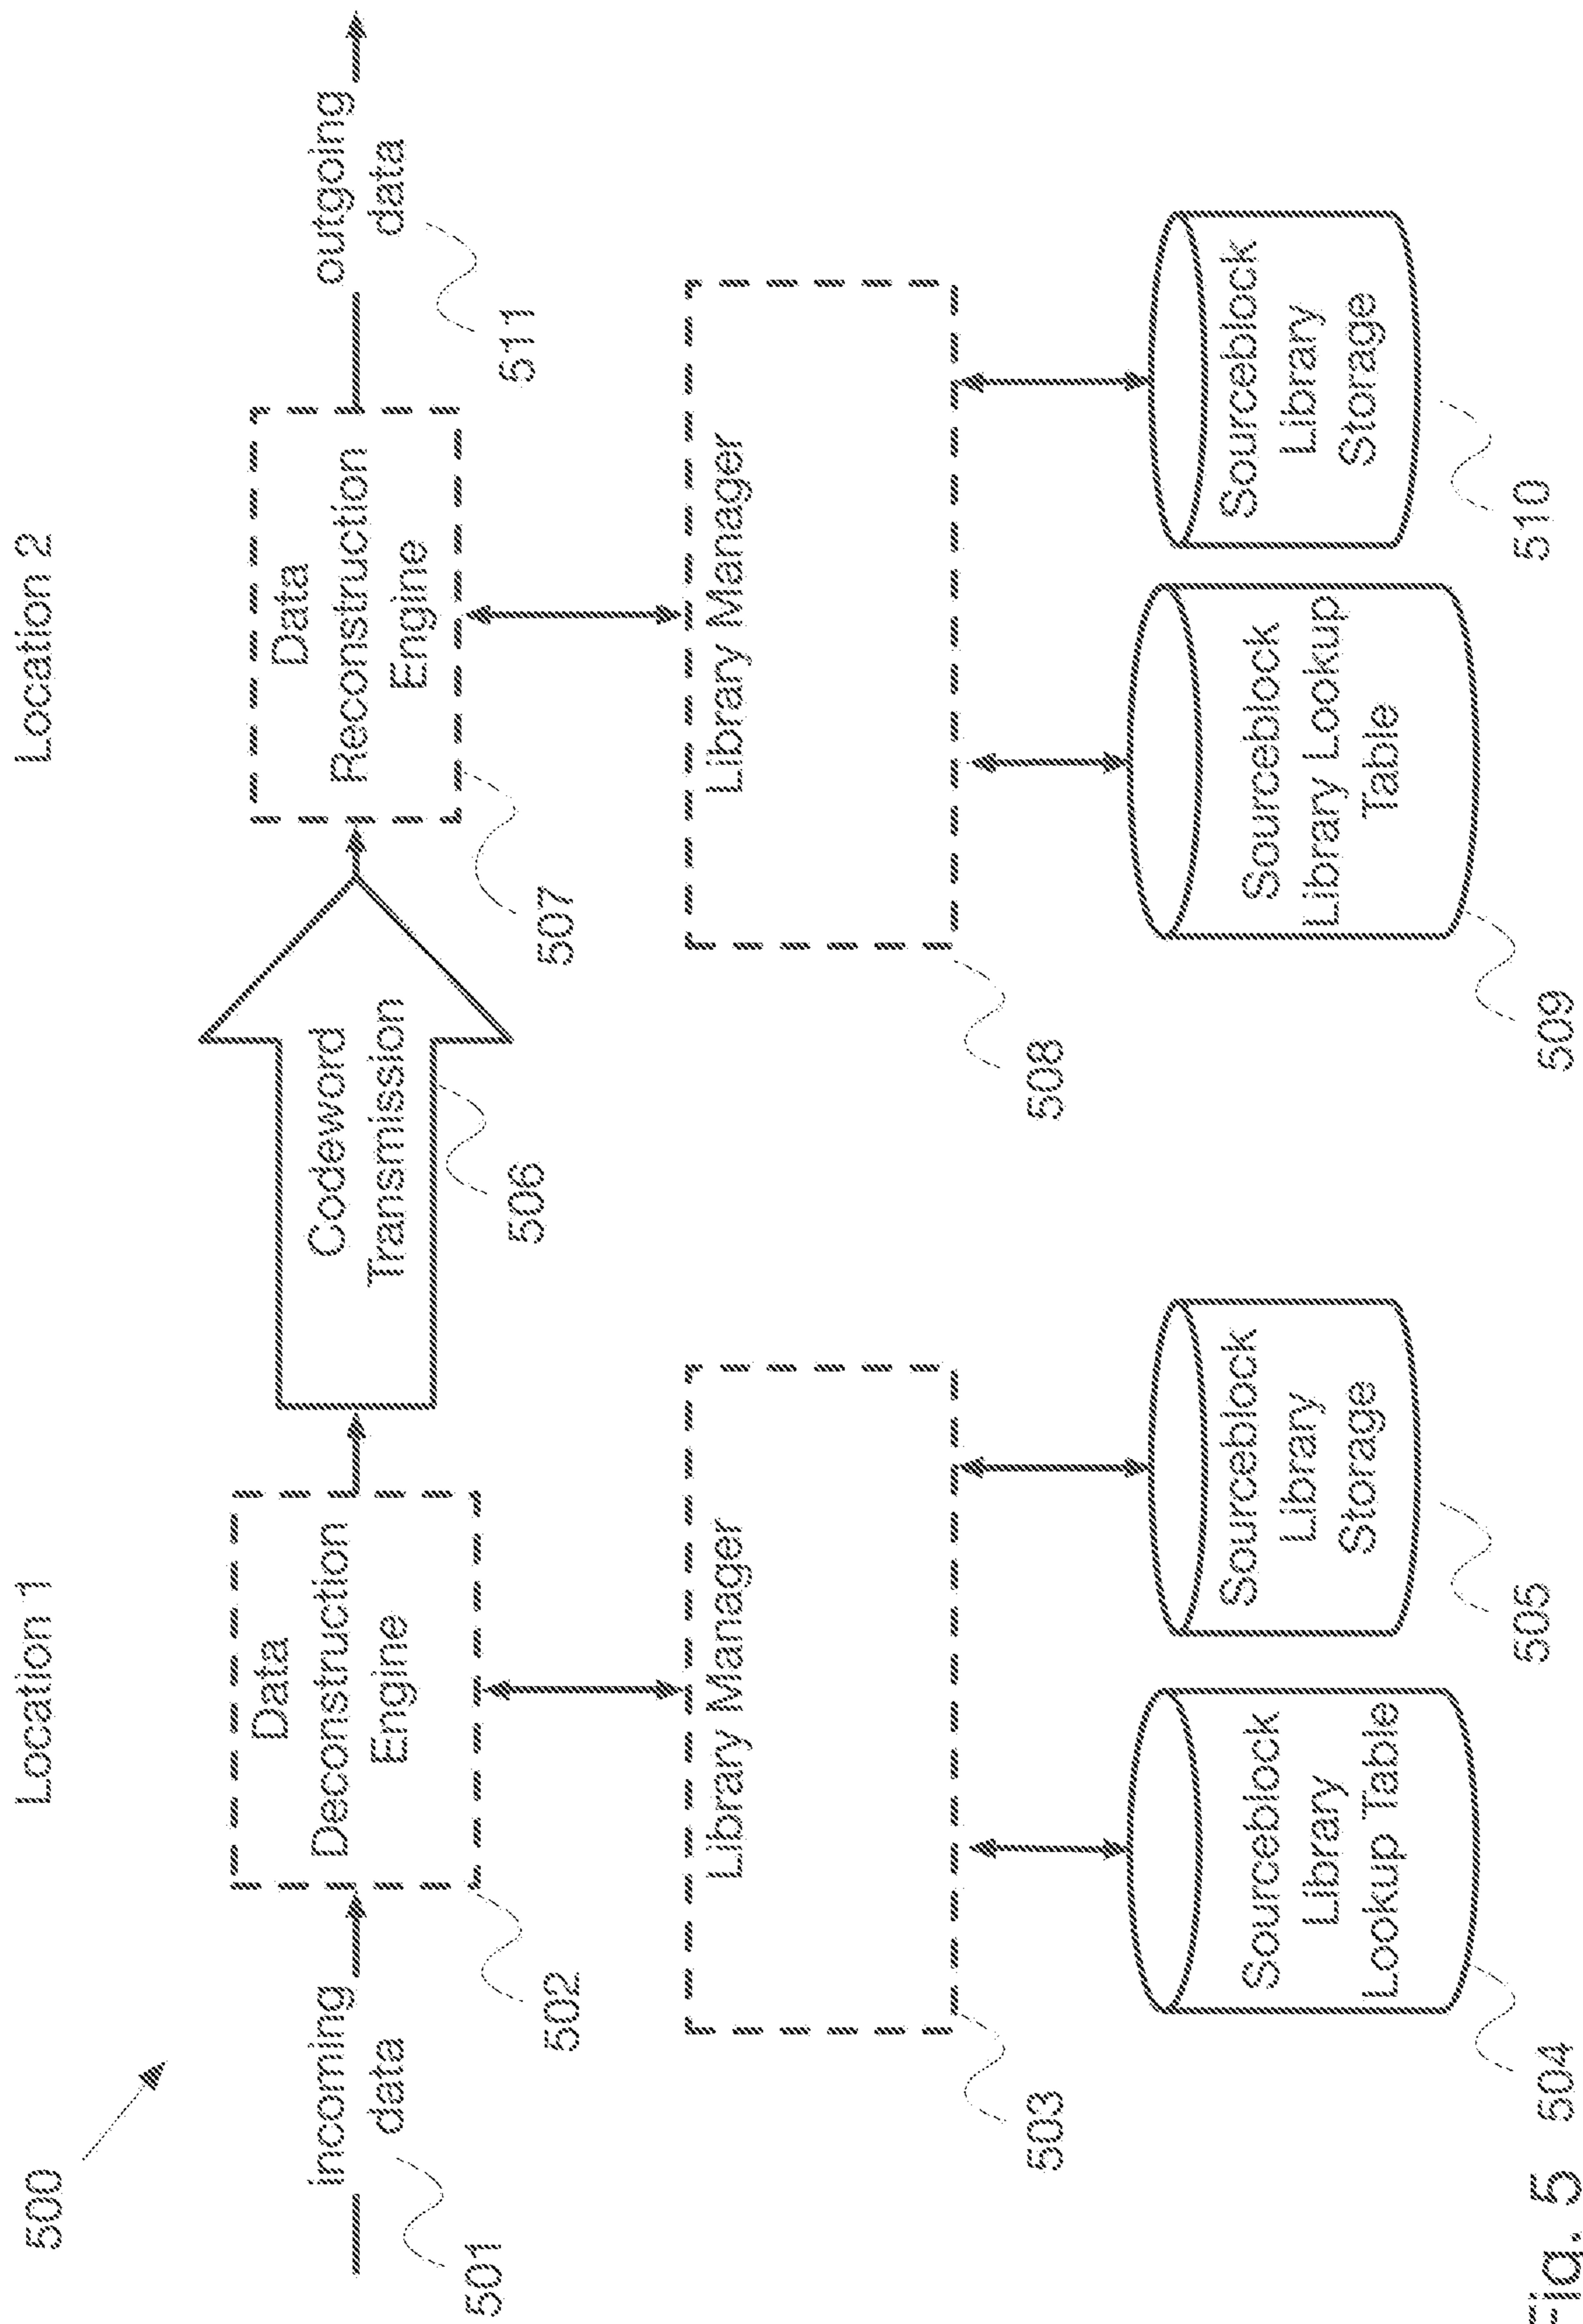 500
Location 1
Location 2
incoming
data
501
Data
Deconstruction
Engine
502
Codeword
Transmission
506
Data
Reconstruction
Engine
507
outgoing
data
511
Library Manager
503
Library Manager
508
Sourceblock
Library
Lookup Table
504
Sourceblock
Library
Storage
505
Sourceblock
Library Lookup
Table
509
Sourceblock
Library
Storage
510
Fig. 5